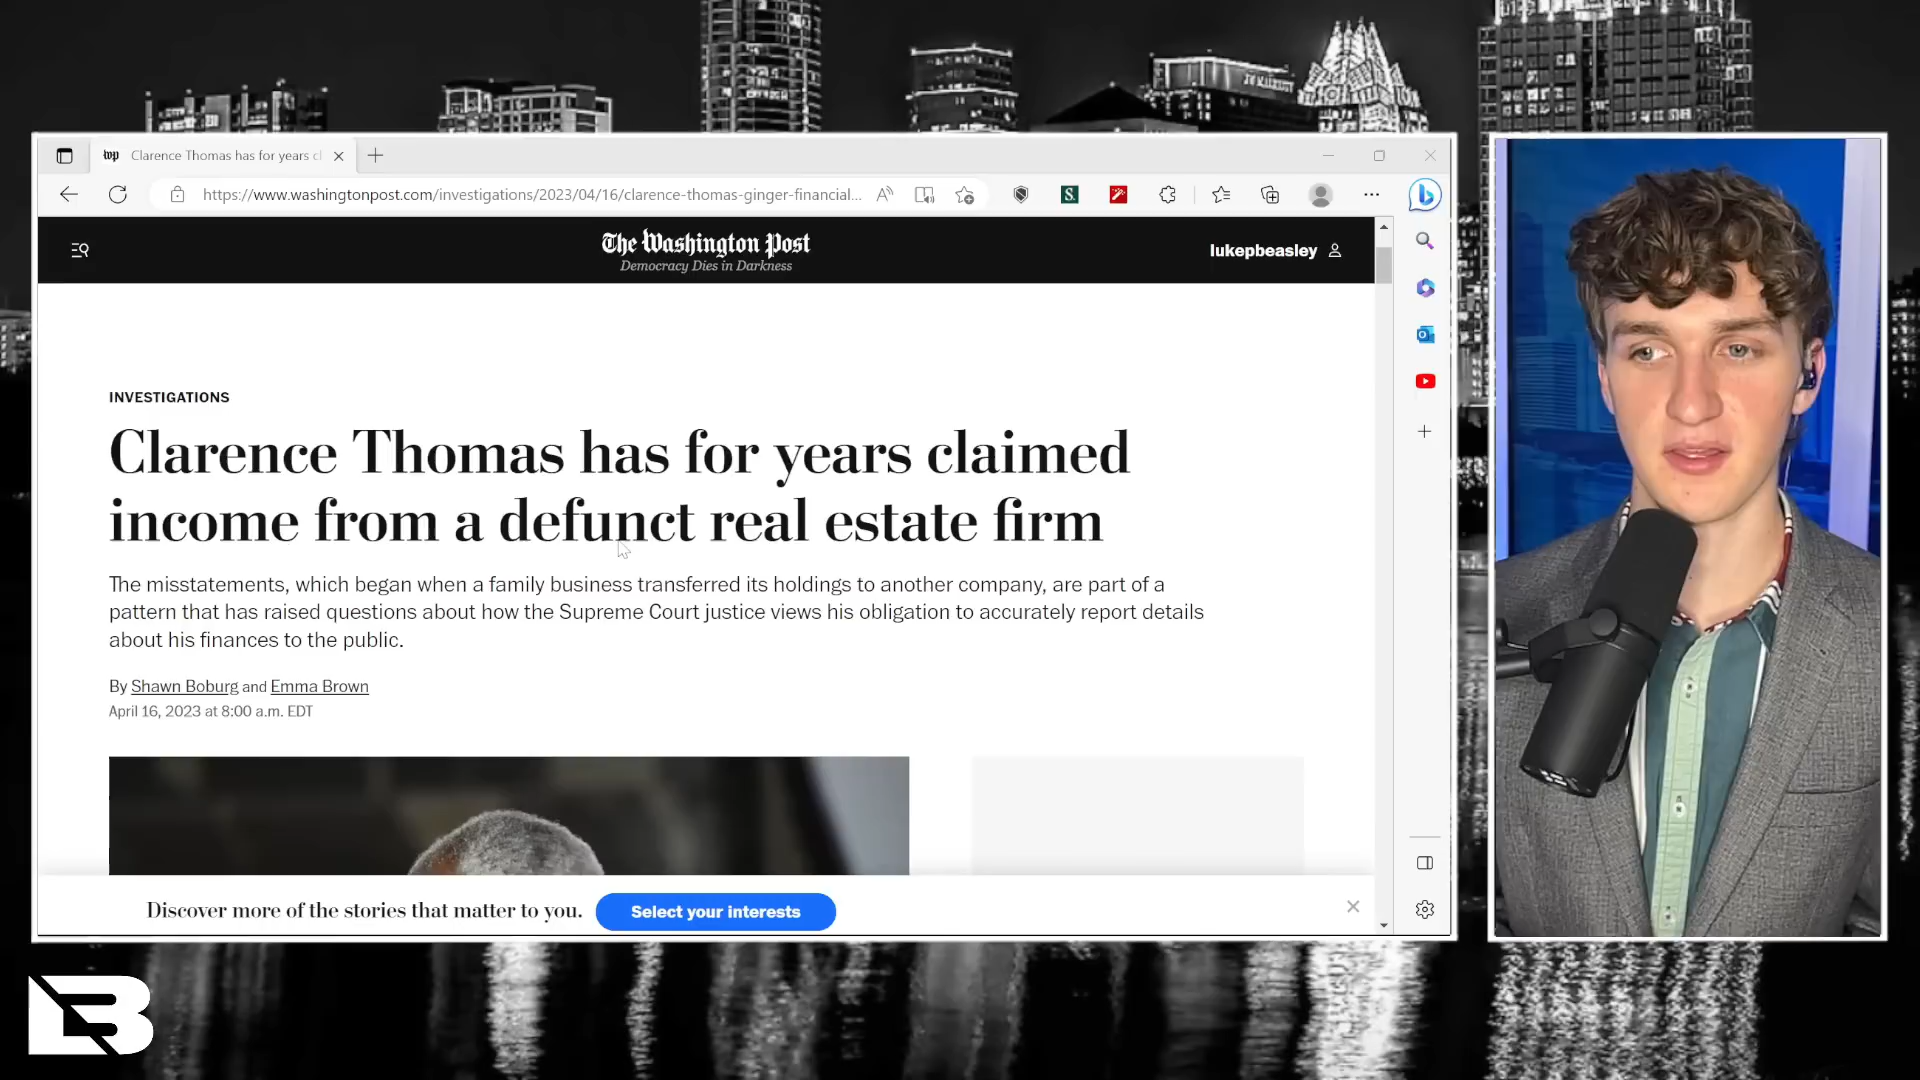 Clarence Thomas has for years cl
https://www.washingtonpost.com/investigations/2023/04/16/clarence-thomas-ginger-financial...
The Washington Post
Democracy Dies in Darkness
lukepbeasley
INVESTIGATIONS
Clarence Thomas has for years claimed
income from a defunct real estate firm
The misstatements, which began when a family business transferred its holdings to another company, are part of a
pattern that has raised questions about how the Supreme Court justice views his obligation to accurately report details
about his finances to the public.
By Shawn Boburg and Emma Brown
April 16, 2023 at 8:00 a.m. EDT
Discover more of the stories that matter to you.
Select your interests